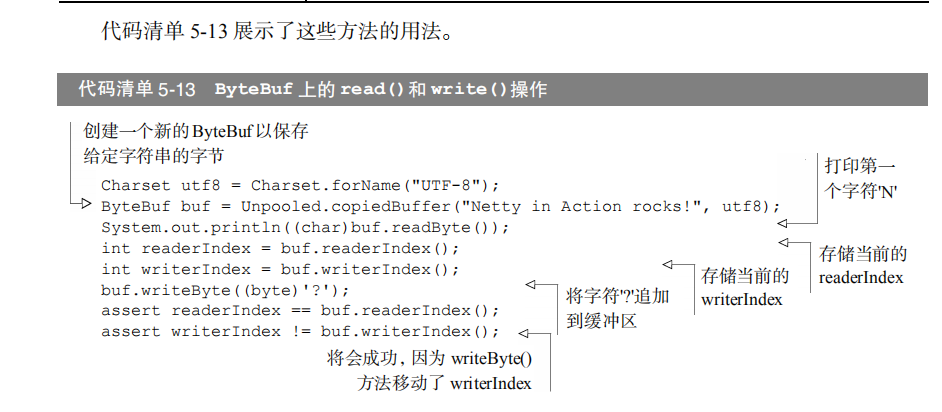 代码清单 5-13 展示了这些方法的用法。
代码清单 5-13 ByteBuf 上的 read()和 write()操作
创建一个新的 ByteBuf 以保存
给定字符串的字节
打印第一
个字符'N'
Charset utf8 = Charset.forName("UTF-8");
ByteBuf buf = Unpooled.copiedBuffer("Netty in Action rocks!", utf8);
System.out.println((char)buf.readByte());
int readerIndex = buf.readerIndex();
存储当前的
readerIndex
int writerIndex = buf.writerIndex();
存储当前的
writerIndex
buf.writeByte((byte)'?');
将字符'?'追加
到缓冲区
assert readerIndex == buf.readerIndex();
assert writerIndex != buf.writerIndex();
将会成功，因为 writeByte()
方法移动了 writerIndex